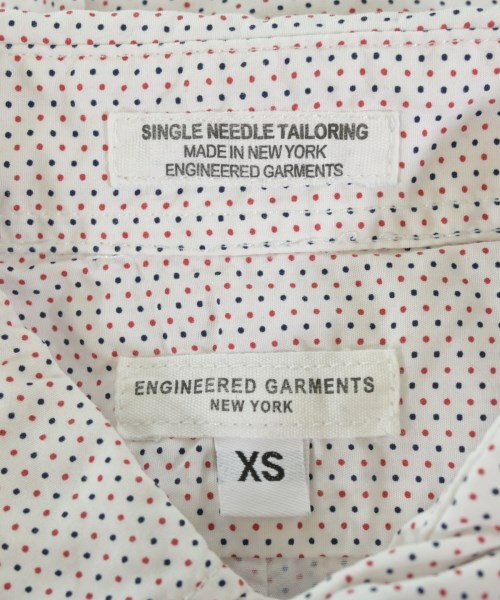 SINGLE NEEDLE TAILORING
MADE IN NEW YORK
ENGINEERED GARMENTS
ENGINEERED GARMENTS
NEW YORK
XS